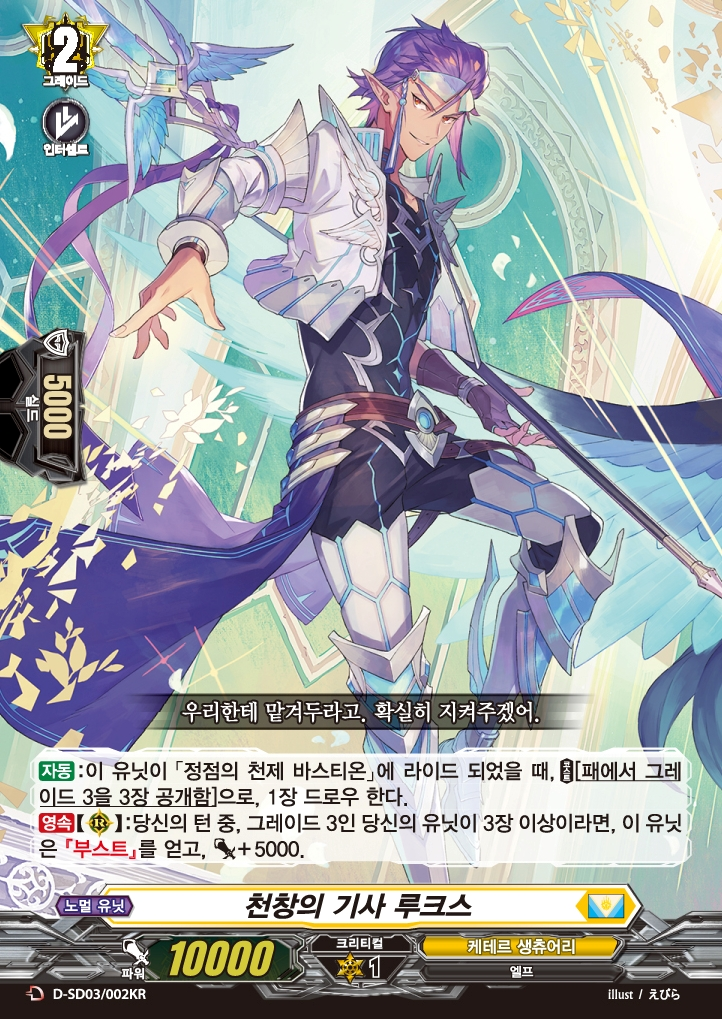 2
그레이드
인터셉트
5000
실드
우리한테 맡겨두라고. 확실히 지켜주겠어.
자동:이 유닛이 「정점의 천제 바스티온」에 라이드 되었을 때, 코스트[패에서 그레
이드 3을 3장 공개함]으로, 1장 드로우 한다.
영속【R】:당신의 턴 중, 그레이드 3인 당신의 유닛이 3장 이상이라면, 이 유닛
은 『부스트』를 얻고, +5000.
노멀 유닛
천창의 기사 루크스
파워
10000
크리티컬
1
케테르 생츄어리
엘프
D-SD03/002KR
illust / えびら